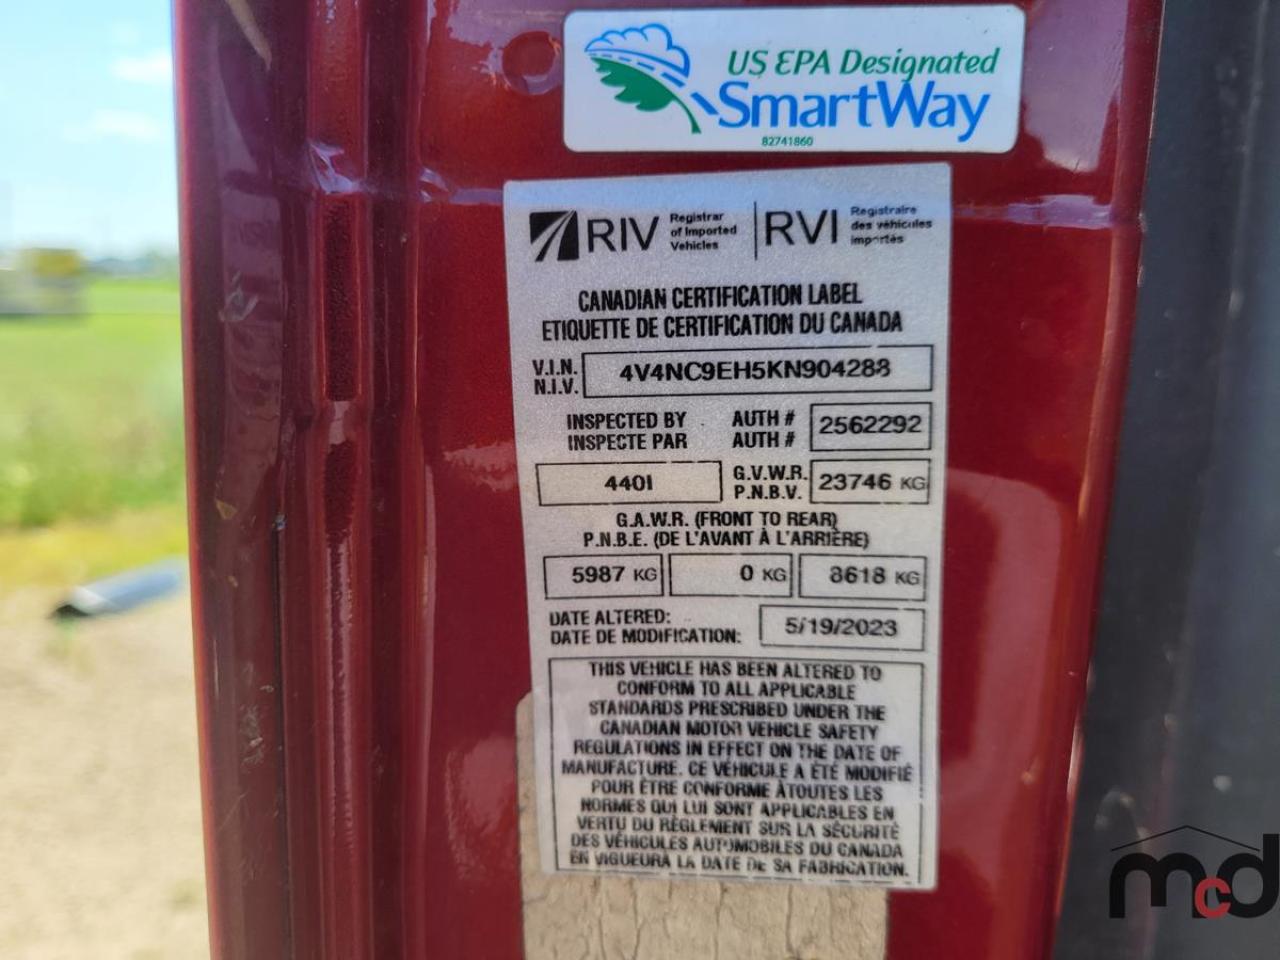 US EPA Designated
SmartWay
82741860
RIV Registrar of Imported Vehicles
RVI Registraire des véhicules importés
CANADIAN CERTIFICATION LABEL
ETIQUETTE DE CERTIFICATION DU CANADA
V.I.N. 4V4NC9EH5KN904288
N.I.V.
INSPECTED BY AUTH # 2562292
INSPECTE PAR AUTH #
440I G.V.W.R. 23746 KG
P.N.B.V.
G.A.W.R. (FRONT TO REAR)
P.N.B.E. (DE L'AVANT À L'ARRIÈRE)
5987 KG 0 KG 8618 KG
DATE ALTERED: 5/19/2023
DATE DE MODIFICATION:
THIS VEHICLE HAS BEEN ALTERED TO
CONFORM TO ALL APPLICABLE
STANDARDS PRESCRIBED UNDER THE
CANADIAN MOTOR VEHICLE SAFETY
REGULATIONS IN EFFECT ON THE DATE OF
MANUFACTURE. CE VÉHICULE A ÉTÉ MODIFIÉ
POUR ÊTRE CONFORME ÀTOUTES LES
NORMES QUI LUI SONT APPLICABLES EN
VERTU DU RÈGLEMENT SUR LA SÉCURITÉ
DES VÉHICULES AUTOMOBILES DU CANADA
EN VIGUEURÀ LA DATE DE SA FABRICATION.
mcd